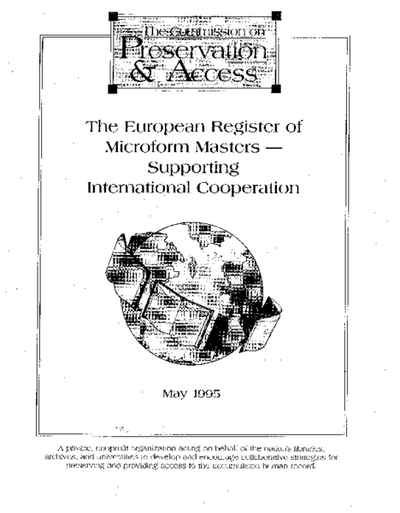 The Commission on
Preservation
& Access
The European Register of
Microform Masters —
Supporting
International Cooperation
May 1995
A private, nonprofit organization acting on behalf of the nation's libraries,
archives, and universities to develop and encourage collaborative strategies for
preserving and providing access to the accumulated human record.